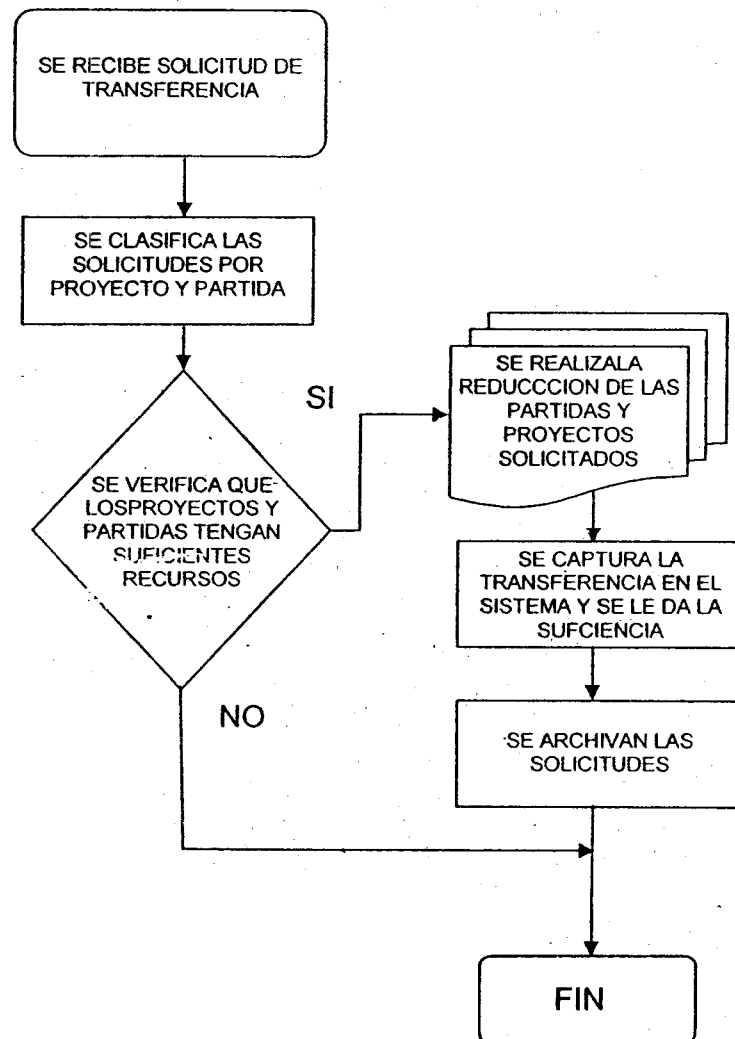 SE RECIBE SOLICITUD DE
TRANSFERENCIA
SE CLASIFICA LAS
SOLICITUDES POR
PROYECTO Y PARTIDA
SE VERIFICA QUE
LOSPROYECTOS Y
PARTIDAS TENGAN
SUFICIENTES
RECURSOS
SI
SE REALIZALA
REDUCCCION DE LAS
PARTIDAS Y
PROYECTOS
SOLICITADOS
SE CAPTURA LA
TRANSFERENCIA EN EL
SISTEMA Y SE LE DA LA
SUFCIENCIA
NO
SE ARCHIVAN LAS
SOLICITUDES
FIN